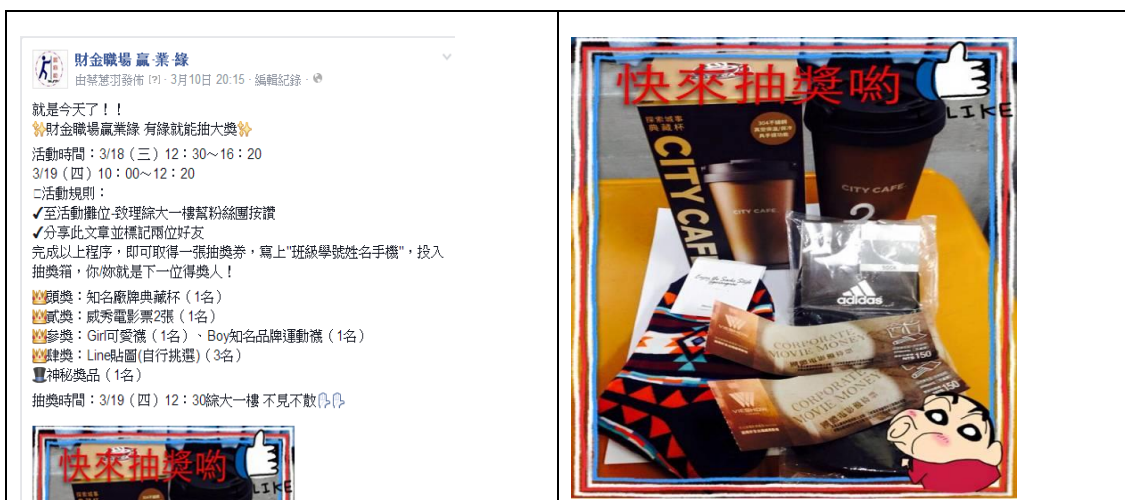 財金職場 贏‧業‧緣
由蔡蕙羽發佈 [?] · 3月10日 20:15 · 編輯紀錄 ·
就是今天了！！
財金職場贏業緣 有緣就能抽大獎
活動時間：3/18（三）12：30～16：20
3/19（四）10：00～12：20
□活動規則：
✔至活動攤位-致理綜大一樓幫粉絲團按讚
✔分享此文章並標記兩位好友
完成以上程序，即可取得一張抽獎券，寫上"班級學號姓名手機"，投入
抽獎箱，你/妳就是下一位得獎人！
頭獎：知名廠牌典藏杯（1名）
貳獎：威秀電影票2張（1名）
參獎：Girl可愛襪（1名）、Boy知名品牌運動襪（1名）
肆獎：Line貼圖(自行挑選)（3名）
神秘獎品（1名）
抽獎時間：3/19（四）12：30綜大一樓 不見不散
快來抽獎喲
LIKE
快來抽獎喲
LIKE
探索城事
典藏杯
304不鏽鋼
CITY CAFE
CITY CAFE
CITY CAFE.
adidas
VIESHOW
CORPORATE
MOVIE MONEY
150
VIESHOW
CORPORATE
MOVIE MONEY
150